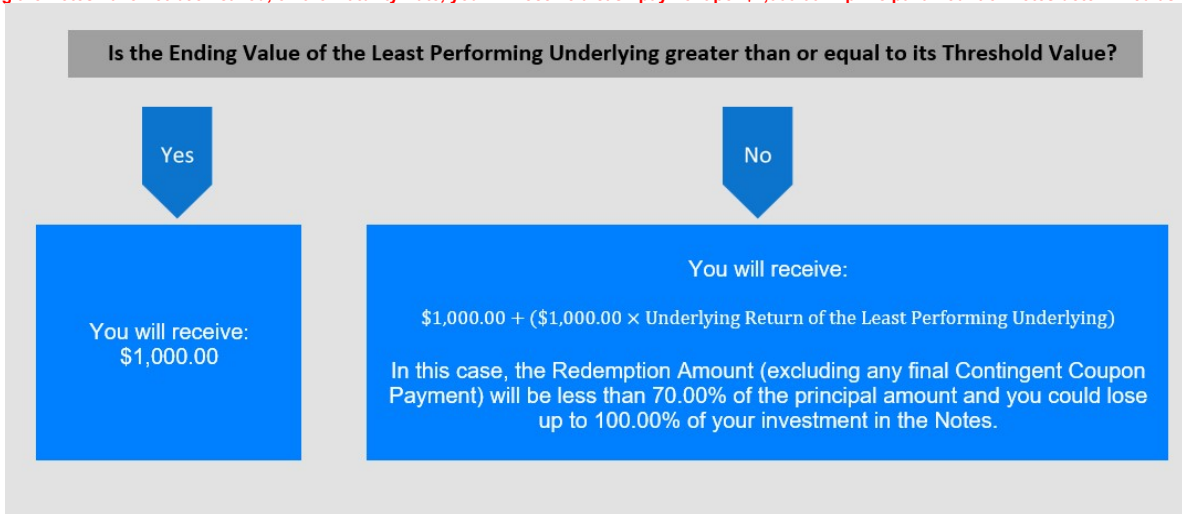 Is the Ending Value of the Least Performing Underlying greater than or equal to its Threshold Value?
Yes
No
You will receive:
$1,000.00
You will receive:
$1,000.00 + ($1,000.00 × Underlying Return of the Least Performing Underlying)
In this case, the Redemption Amount (excluding any final Contingent Coupon
Payment) will be less than 70.00% of the principal amount and you could lose
up to 100.00% of your investment in the Notes.